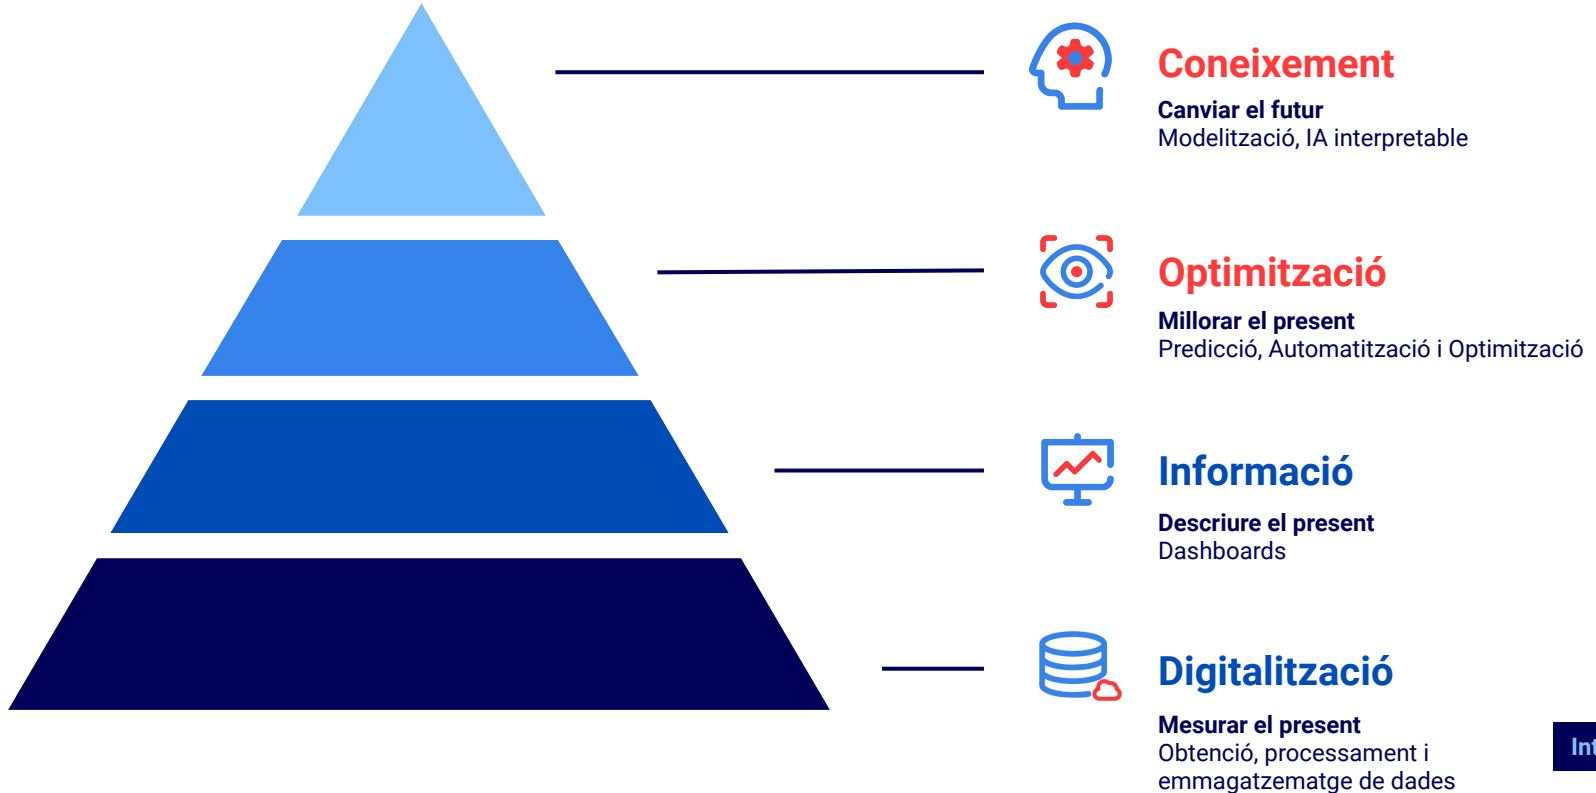 Coneixement
Canviar el futur
Modelització, IA interpretable
Optimització
Millorar el present
Predicció, Automatització i Optimització
Informació
Descriure el present
Dashboards
Digitalització
Mesurar el present
Obtenció, processament i
emmagatzematge de dades